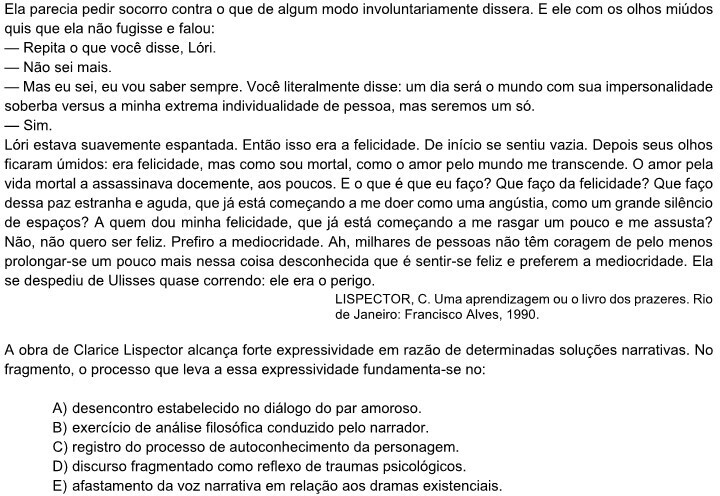 Ela parecia pedir socorro contra o que de algum modo involuntariamente dissera. E ele com os olhos miúdos
quis que ela não fugisse e falou:
— Repita o que você disse, Lóri.
— Não sei mais.
— Mas eu sei, eu vou saber sempre. Você literalmente disse: um dia será o mundo com sua impersonalidade
soberba versus a minha extrema individualidade de pessoa, mas seremos um só.
— Sim.
Lóri estava suavemente espantada. Então isso era a felicidade. De início se sentiu vazia. Depois seus olhos
ficaram úmidos: era felicidade, mas como sou mortal, como o amor pelo mundo me transcende. O amor pela
vida mortal a assassinava docemente, aos poucos. E o que é que eu faço? Que faço da felicidade? Que faço
dessa paz estranha e aguda, que já está começando a me doer como uma angústia, como um grande silêncio
de espaços? A quem dou minha felicidade, que já está começando a me rasgar um pouco e me assusta?
Não, não quero ser feliz. Prefiro a mediocridade. Ah, milhares de pessoas não têm coragem de pelo menos
prolongar-se um pouco mais nessa coisa desconhecida que é sentir-se feliz e preferem a mediocridade. Ela
se despediu de Ulisses quase correndo: ele era o perigo.
LISPECTOR, C. Uma aprendizagem ou o livro dos prazeres. Rio
de Janeiro: Francisco Alves, 1990.
A obra de Clarice Lispector alcança forte expressividade em razão de determinadas soluções narrativas. No
fragmento, o processo que leva a essa expressividade fundamenta-se no:
A) desencontro estabelecido no diálogo do par amoroso.
B) exercício de análise filosófica conduzido pelo narrador.
C) registro do processo de autoconhecimento da personagem.
D) discurso fragmentado como reflexo de traumas psicológicos.
E) afastamento da voz narrativa em relação aos dramas existenciais.